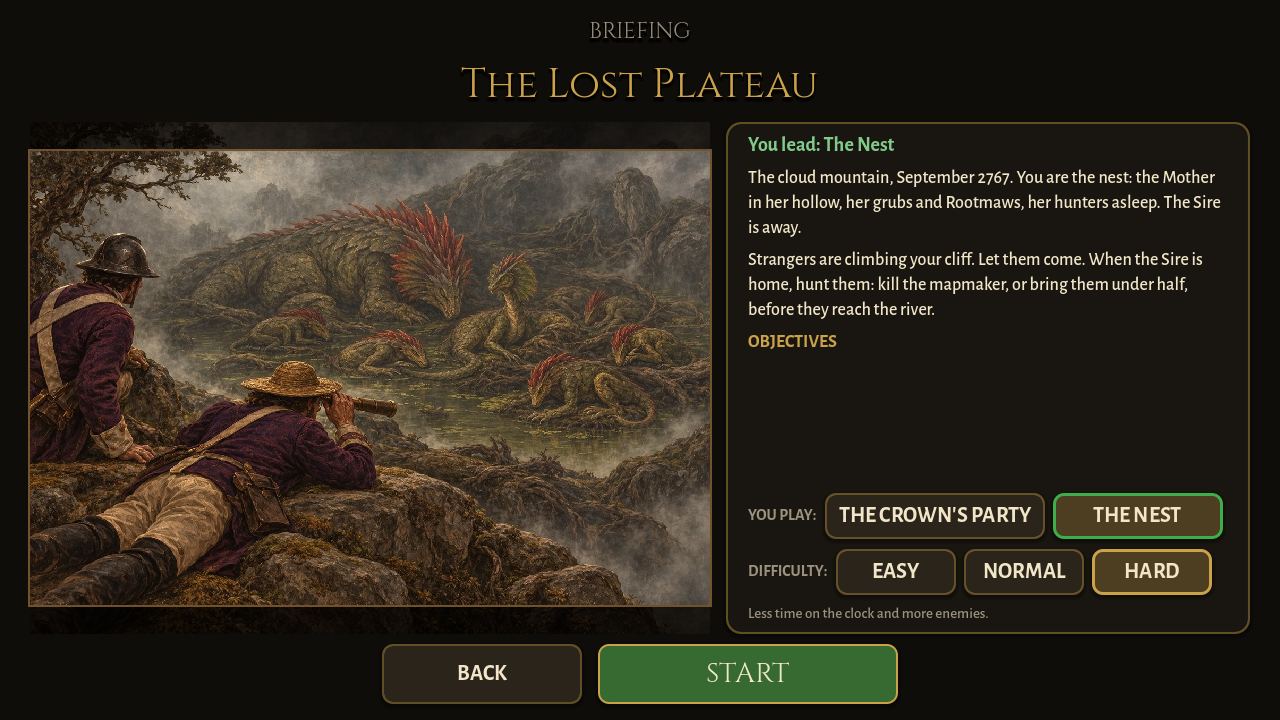 BRIEFING
The Lost Plateau
You lead: The Nest
The cloud mountain, September 2767. You are the nest: the Mother
in her hollow, her grubs and Rootmaws, her hunters asleep. The Sire
is away.
Strangers are climbing your cliff. Let them come. When the Sire is
home, hunt them: kill the mapmaker, or bring them under half,
before they reach the river.
OBJECTIVES
YOU PLAY: THE CROWN'S PARTY THE NEST
DIFFICULTY: EASY NORMAL HARD
Less time on the clock and more enemies.
BACK START